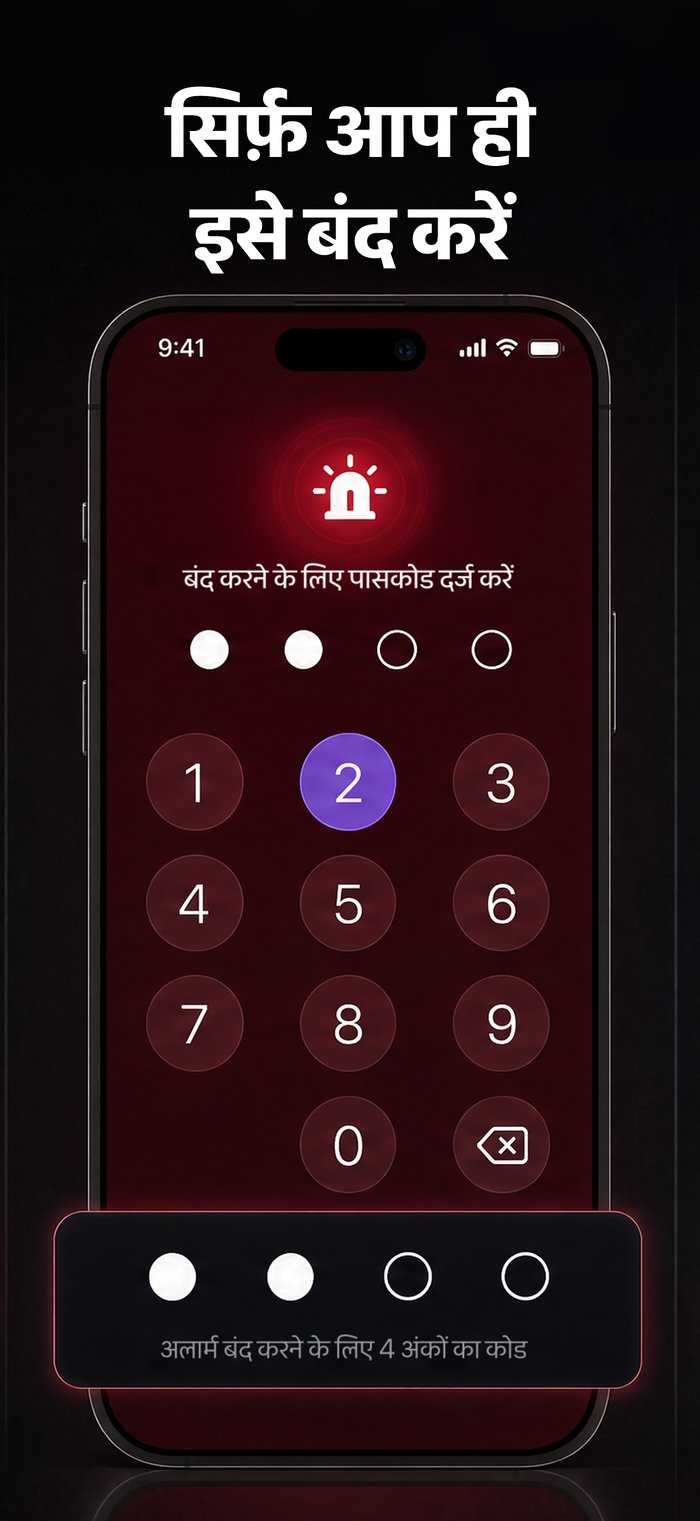 सिर्फ़ आप ही
इसे बंद करें
9:41
बंद करने के लिए पासकोड दर्ज करें
1 2 3
4 5 6
7 8 9
0
अलार्म बंद करने के लिए 4 अंकों का कोड